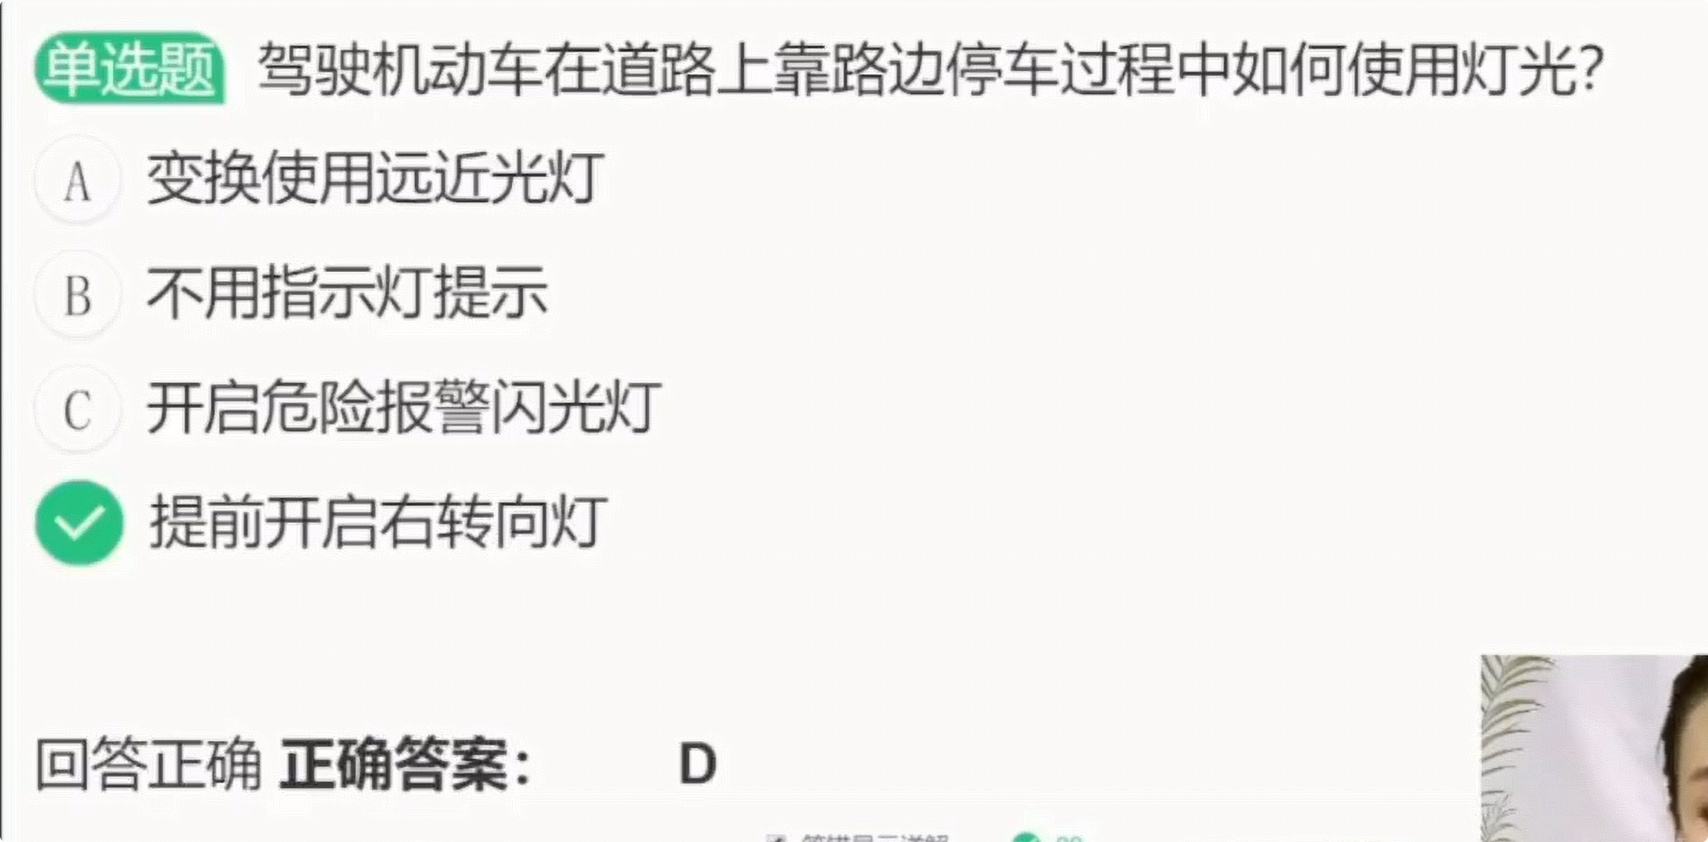 单选题 驾驶机动车在道路上靠路边停车过程中如何使用灯光?
A 变换使用远近光灯
B 不用指示灯提示
C 开启危险报警闪光灯
提前开启右转向灯
回答正确 正确答案: D